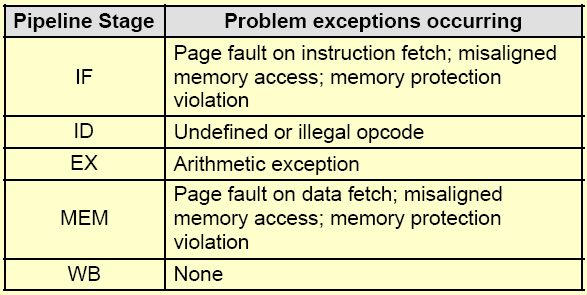 Pipeline Stage Problem exceptions occurring
IF
Page fault on instruction fetch; misaligned
memory access; memory protection
violation
ID Undefined or illegal opcode
EX Arithmetic exception
MEM
Page fault on data fetch; misaligned
memory access; memory protection
violation
WB None